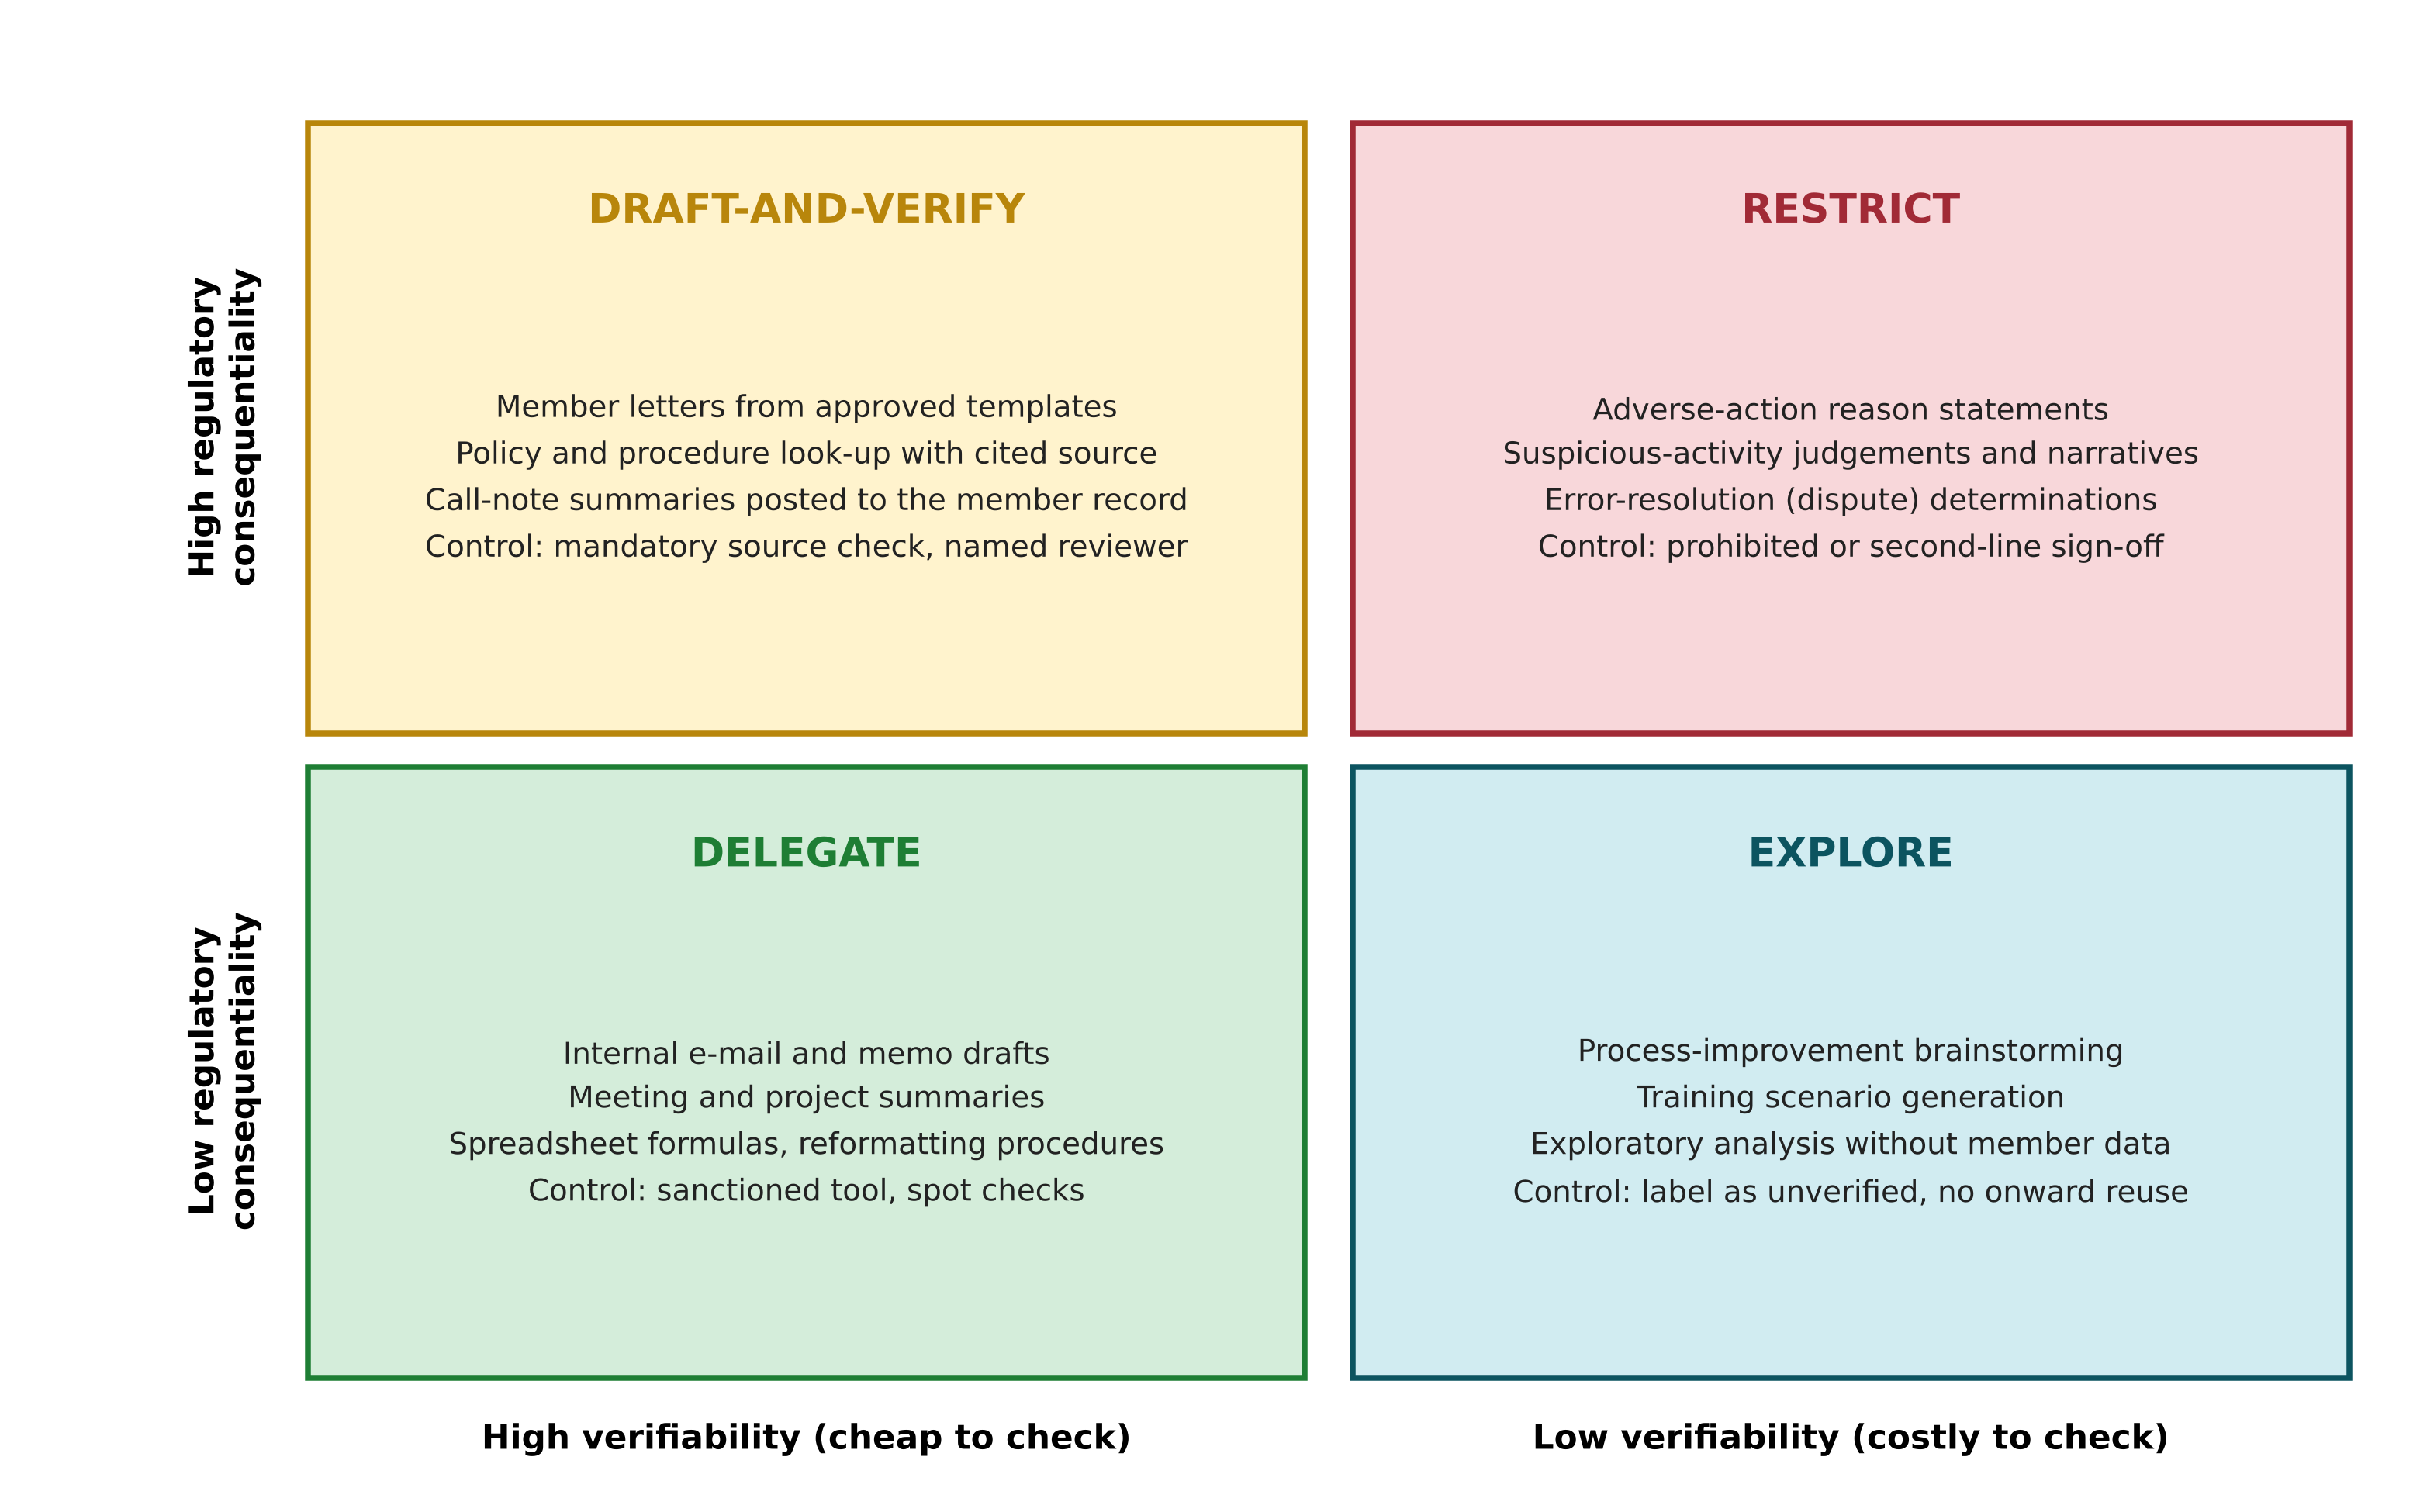 High regulatory
consequentiality
DRAFT-AND-VERIFY
Member letters from approved templates
Policy and procedure look-up with cited source
Call-note summaries posted to the member record
Control: mandatory source check, named reviewer
RESTRICT
Adverse-action reason statements
Suspicious-activity judgements and narratives
Error-resolution (dispute) determinations
Control: prohibited or second-line sign-off
Low regulatory
consequentiality
DELEGATE
Internal e-mail and memo drafts
Meeting and project summaries
Spreadsheet formulas, reformatting procedures
Control: sanctioned tool, spot checks
EXPLORE
Process-improvement brainstorming
Training scenario generation
Exploratory analysis without member data
Control: label as unverified, no onward reuse
High verifiability (cheap to check)
Low verifiability (costly to check)